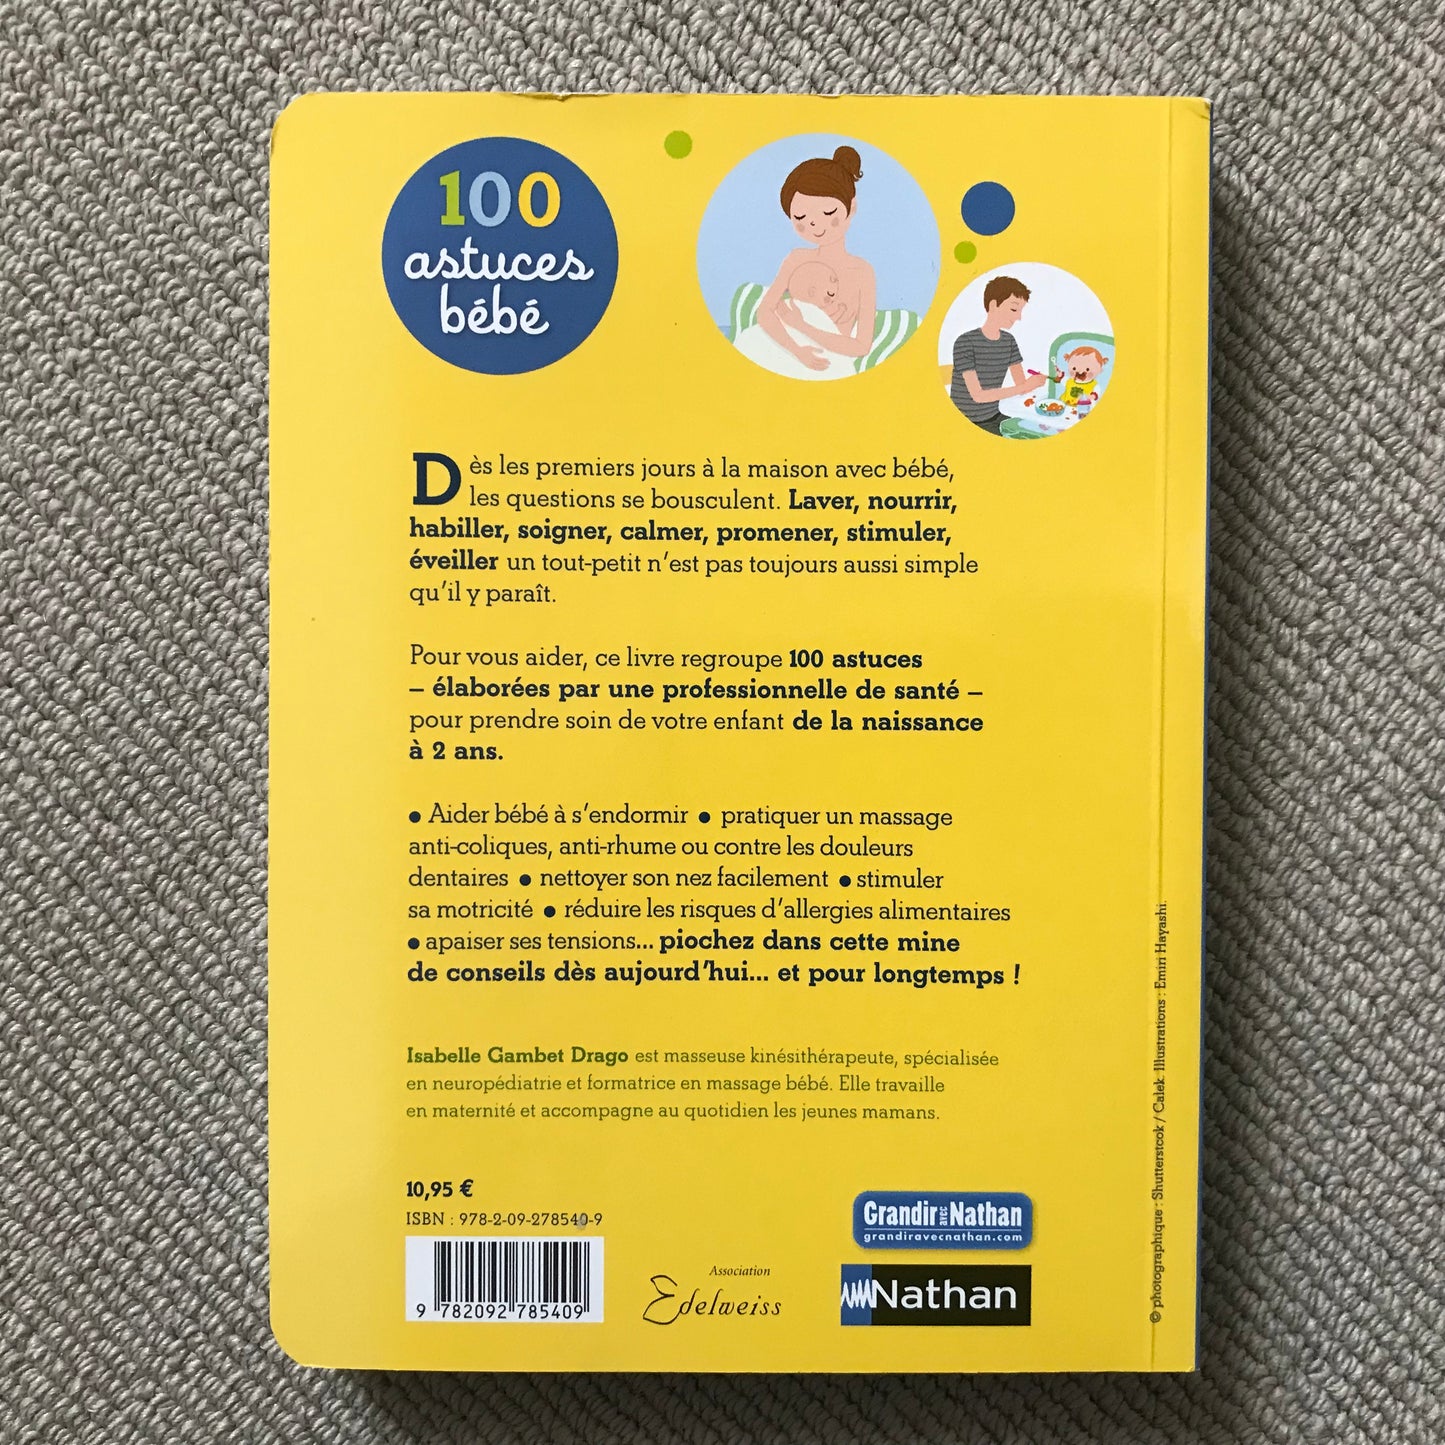 100
astuces
bébé
Dès les premiers jours à la maison avec bébé,
les questions se bousculent. Laver, nourrir,
habiller, soigner, calmer, promener, stimuler,
éveiller un tout-petit n'est pas toujours aussi simple
qu'il y paraît.
Pour vous aider, ce livre regroupe 100 astuces
– élaborées par une professionnelle de santé –
pour prendre soin de votre enfant de la naissance
à 2 ans.
• Aider bébé à s'endormir • pratiquer un massage
anti-coliques, anti-rhume ou contre les douleurs
dentaires • nettoyer son nez facilement • stimuler
sa motricité • réduire les risques d'allergies alimentaires
• apaiser ses tensions... piochez dans cette mine
de conseils dès aujourd'hui... et pour longtemps !
Isabelle Gambet Drago est masseuse kinésithérapeute, spécialisée
en neuropédiatrie et formatrice en massage bébé. Elle travaille
en maternité et accompagne au quotidien les jeunes mamans.
10,95 €
ISBN : 978-2-09-278540-9
9 782092 785409
Association
Edelweiss
Grandir avec Nathan
grandiravecnathan.com
Nathan
© photographique : Shutterstcok / Calek. Illustrations : Emiri Hayashi.